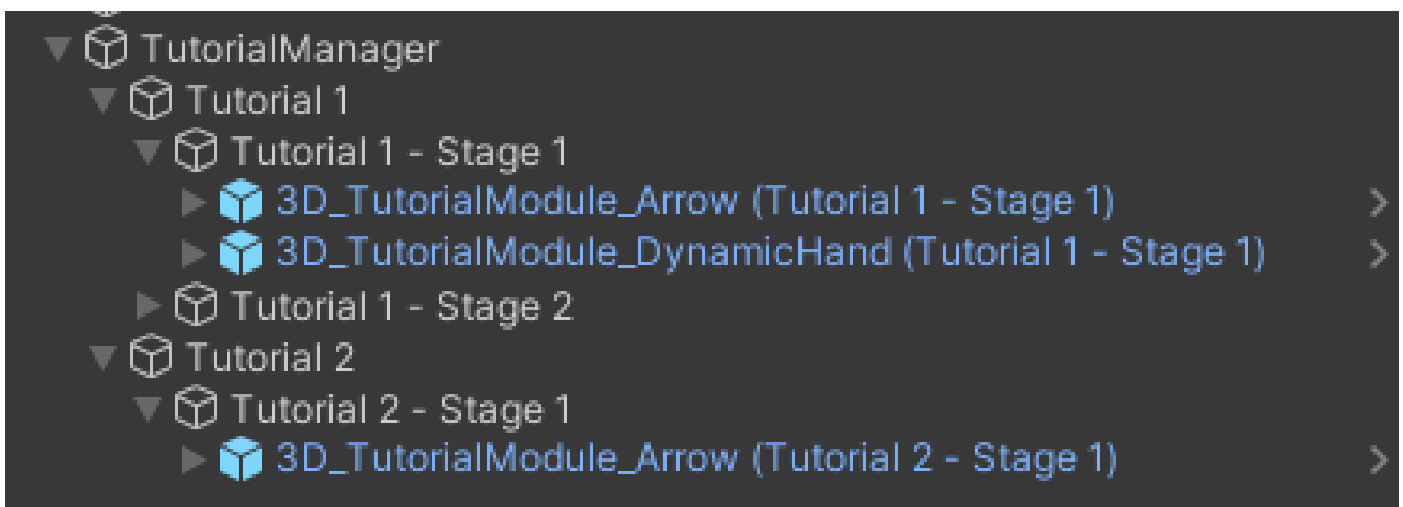 TutorialManager
Tutorial 1
Tutorial 1 - Stage 1
3D_TutorialModule_Arrow (Tutorial 1 - Stage 1)
3D_TutorialModule_DynamicHand (Tutorial 1 - Stage 1)
Tutorial 1 - Stage 2
Tutorial 2
Tutorial 2 - Stage 1
3D_TutorialModule_Arrow (Tutorial 2 - Stage 1)